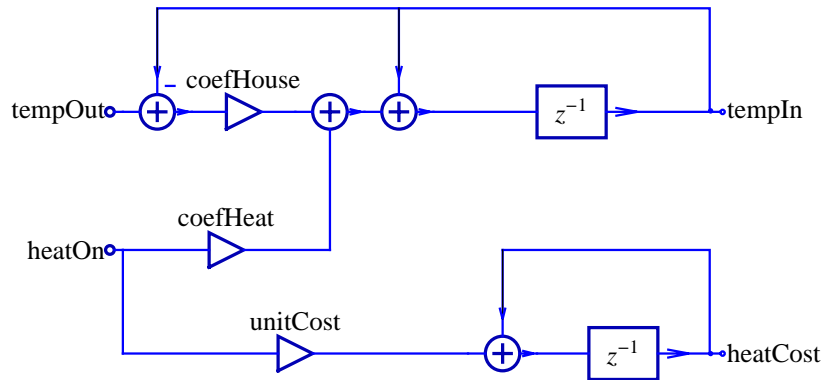 coefHouse
tempOut
z⁻¹
tempIn
coefHeat
heatOn
unitCost
z⁻¹
heatCost